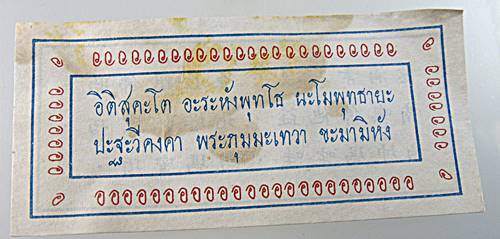 อิติสุคะโต อะระหังพุทโธ นะโมพุทธายะ
ปะฐะวีคงคา พระภุมมะเทวา ขะมามิหัง